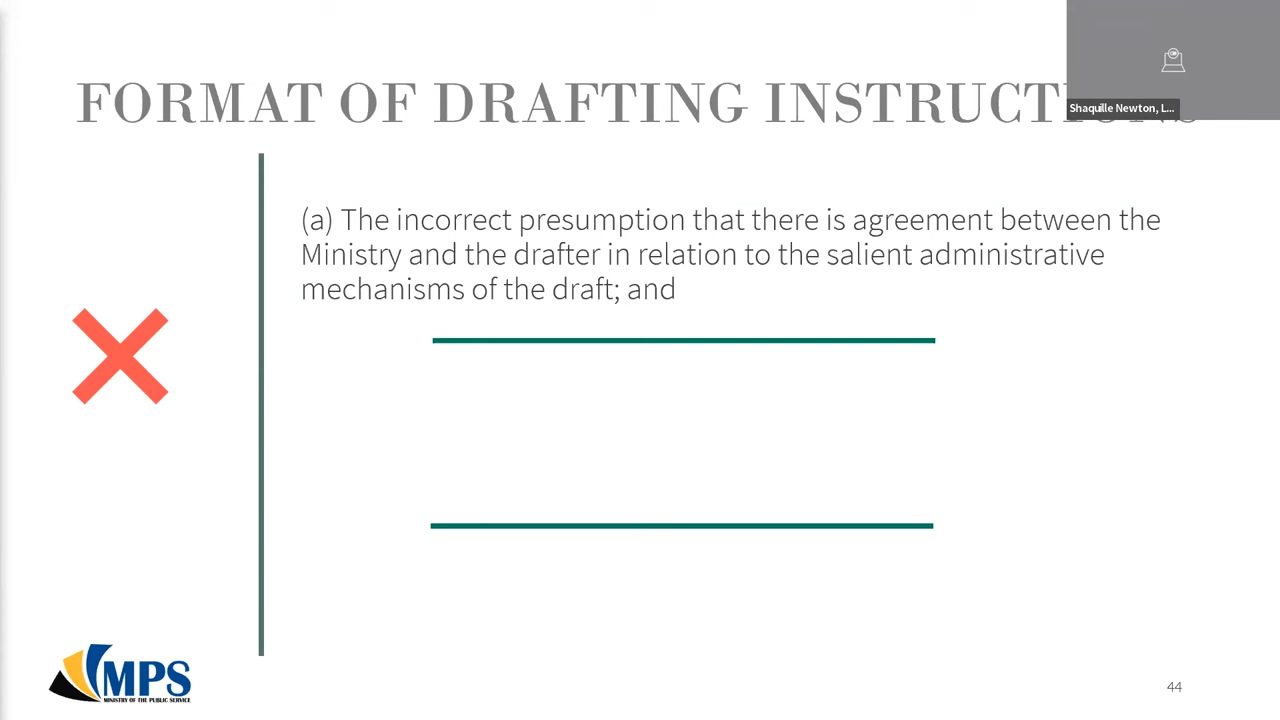 FORMAT OF DRAFTING INSTRUCTIONS
Shaquille Newton, L...
(a) The incorrect presumption that there is agreement between the
Ministry and the drafter in relation to the salient administrative
mechanisms of the draft; and
MPS
MINISTRY OF THE PUBLIC SERVICE
44